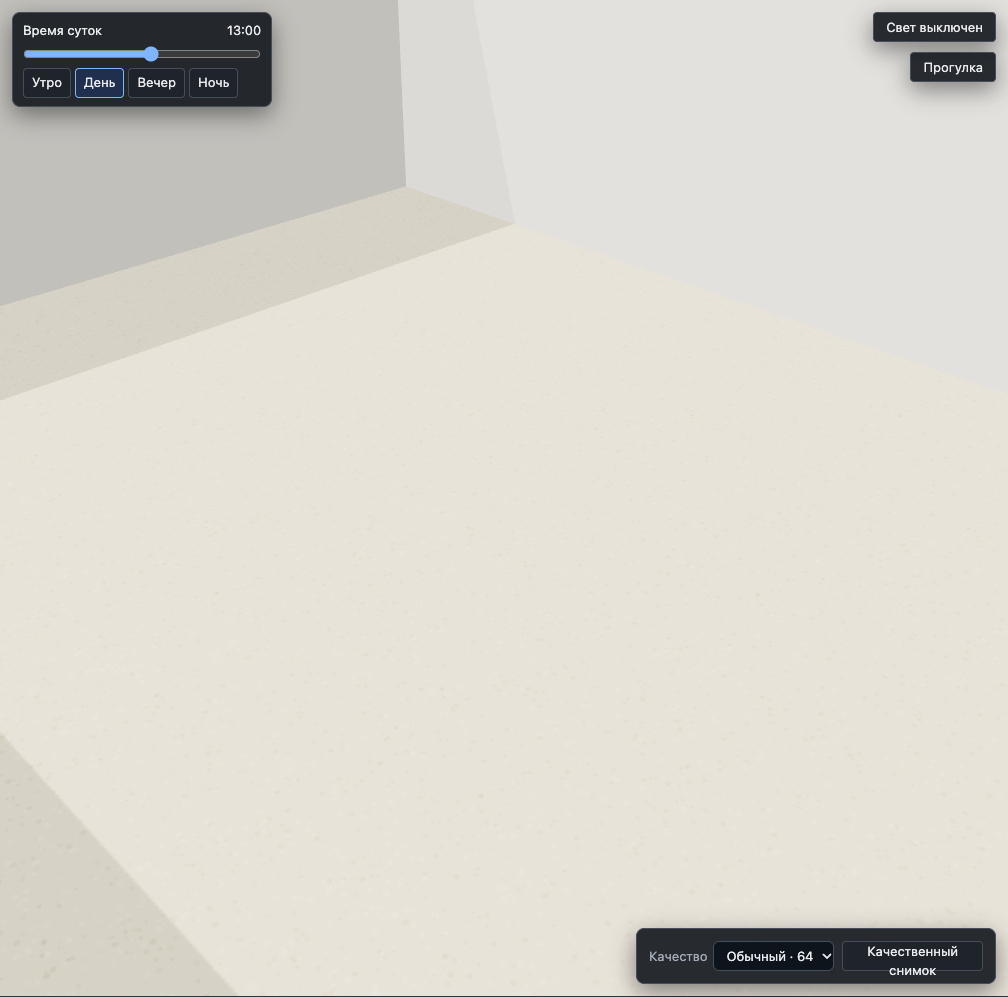 Время суток 13:00
Утро День Вечер Ночь
Свет выключен
Прогулка
Качество Обычный · 64 Качественный
снимок